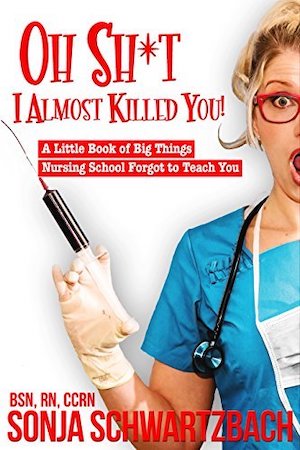 OH SH*T
I ALMOST KILLED YOU!
A Little Book of Big Things
Nursing School Forgot to Teach You
BSN, RN, CCRN
SONJA SCHWARTZBACH